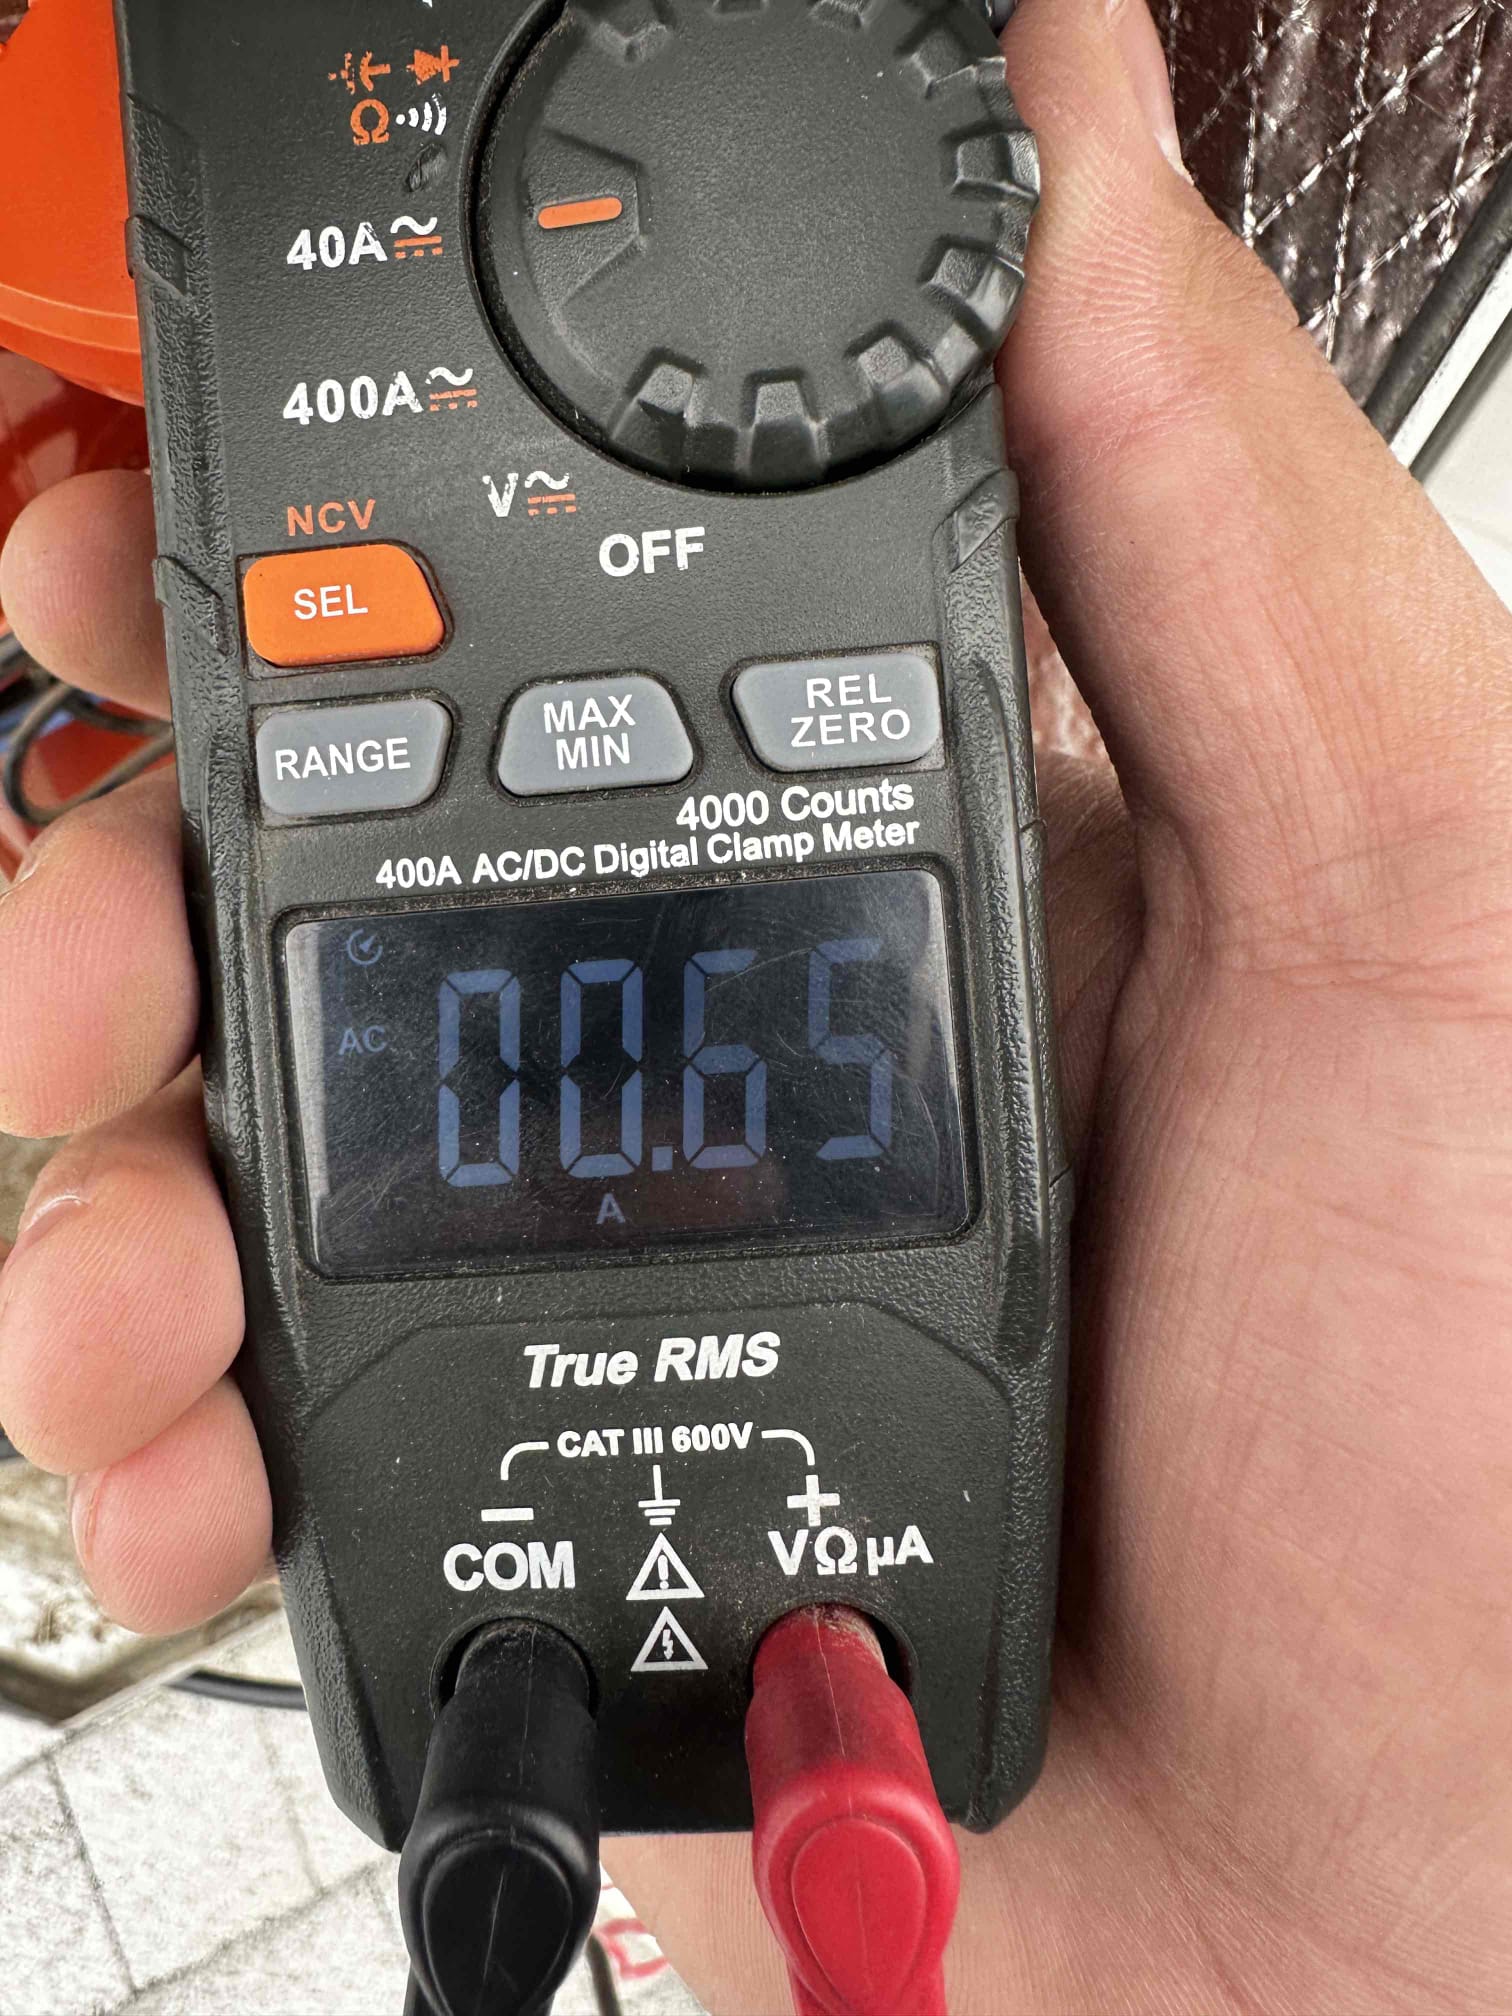 Ω
40A
400A
V
NCV
OFF
SEL
RANGE
MAX
MIN
REL
ZERO
4000 Counts
400A AC/DC Digital Clamp Meter
AC
00.65
A
True RMS
CAT III 600V
− +
COM VΩµA